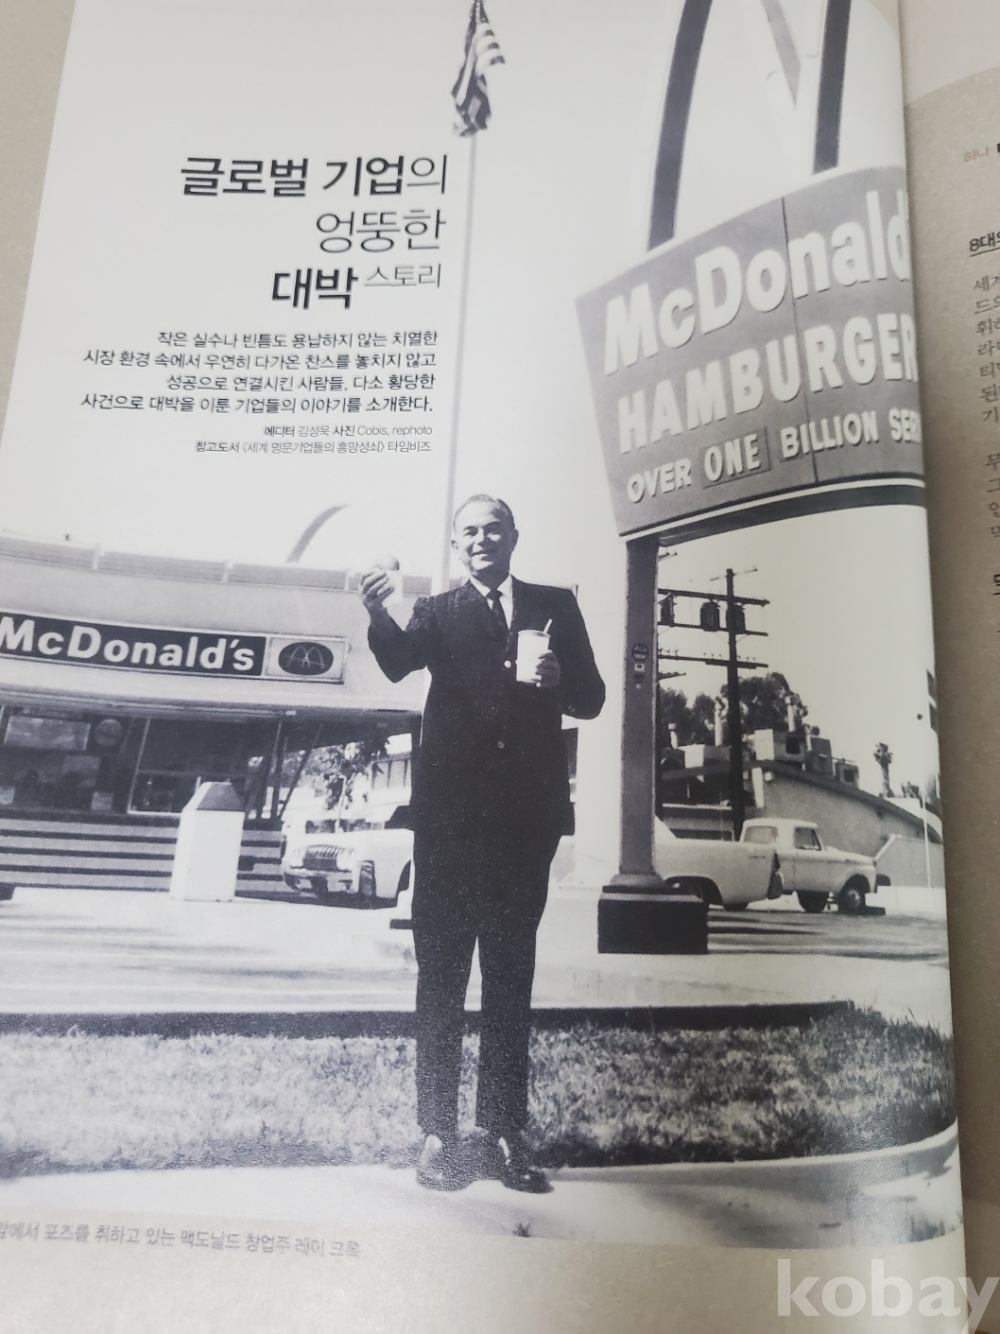 글로벌 기업의
엉뚱한
대박 스토리
작은 실수나 빈틈도 용납하지 않는 치열한
시장 환경 속에서 우연히 다가온 찬스를 놓치지 않고
성공으로 연결시킨 사람들. 다소 황당한
사건으로 대박을 이룬 기업들의 이야기를 소개한다.
에디터 김성욱 사진 Cobis, rephoto
참고도서 《세계 명문기업들의 흥망성쇠》 타임비즈
McDonald's
HAMBURGER
OVER ONE BILLION SER
McDonald's
앞에서 포즈를 취하고 있는 맥도날드 창업주 레이 크록
하나
8대
세계
kobay